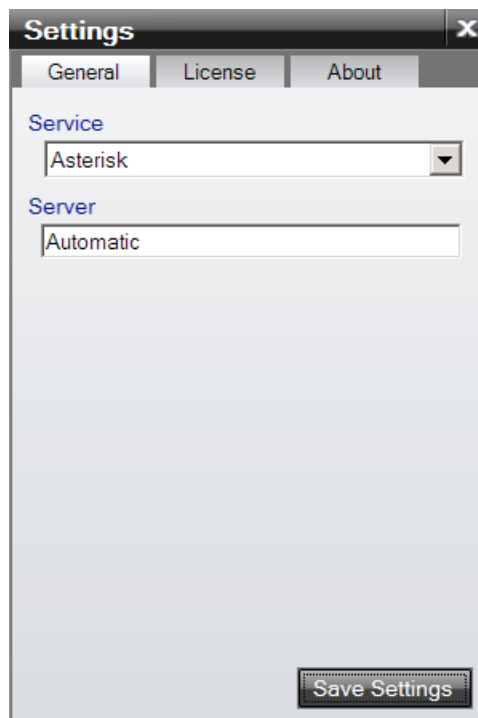 Settings
General License About
Service
Asterisk
Server
Automatic
Save Settings